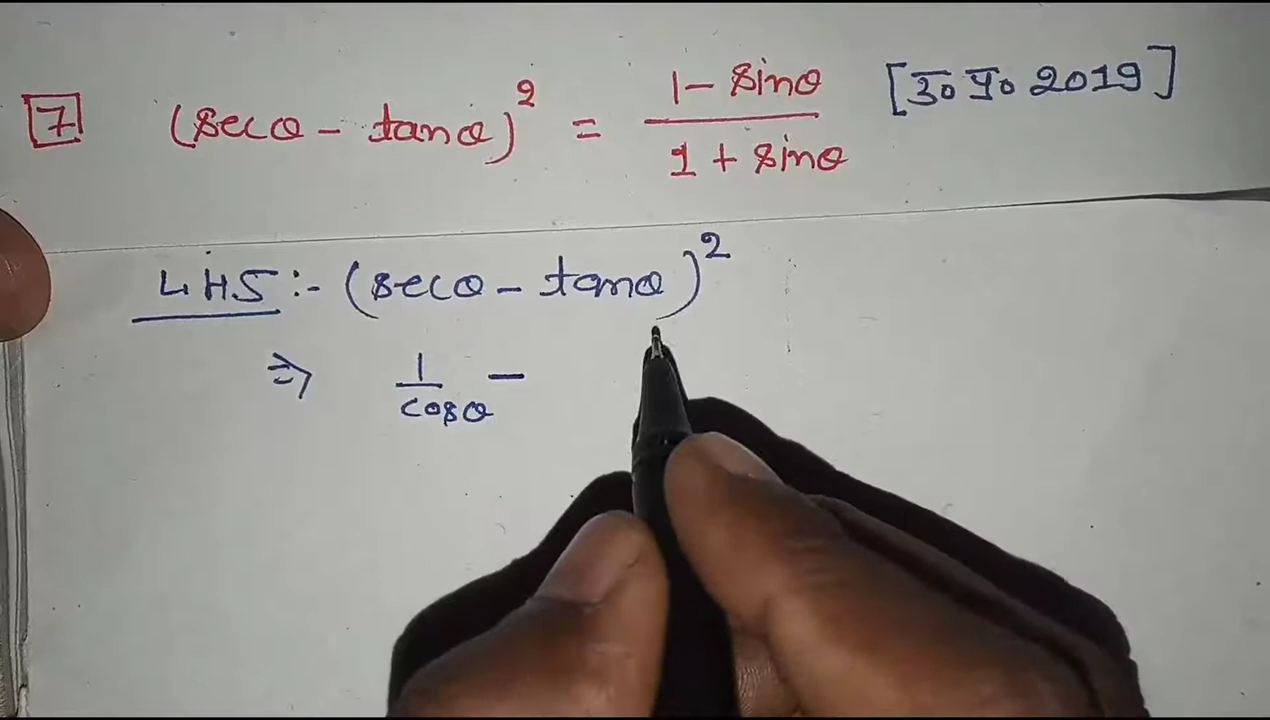 7 (secθ - tanθ)² = (1 - sinθ)/(1 + sinθ) [उ० प्र० 2019]
LHS :- (secθ - tanθ)²
⇒ 1/cosθ -